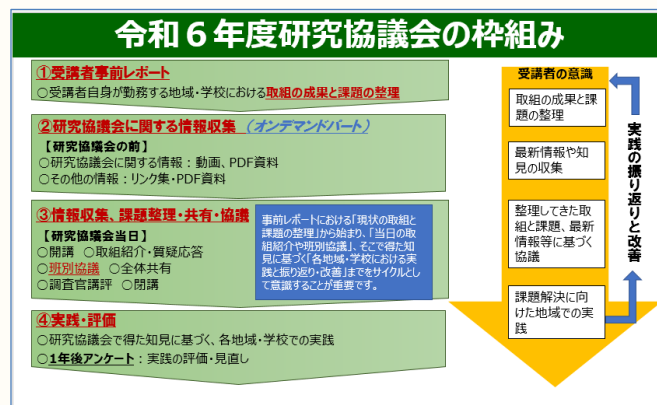 令和6年度研究協議会の枠組み
①受講者事前レポート
○受講者自身が勤務する地域・学校における取組の成果と課題の整理
②研究協議会に関する情報収集 (オンデマンドパート)
【研究協議会の前】
○研究協議会に関する情報：動画、PDF資料
○その他の情報：リンク集・PDF資料
③情報収集、課題整理・共有・協議
【研究協議会当日】
○開講 ○取組紹介・質疑応答
○班別協議 ○全体共有
○調査官講評 ○閉講
事前レポートにおける「現状の取組と
課題の整理」から始まり、「当日の取
組紹介や班別協議」、そこで得た知
見に基づく「各地域・学校における実
践と振り返り・改善」までをサイクルと
して意識することが重要です。
④実践・評価
○研究協議会で得た知見に基づく、各地域・学校での実践
○1年後アンケート：実践の評価・見直し
受講者の意識
取組の成果と課
題の整理
最新情報や知
見の収集
整理してきた取
組と課題、最新
情報等に基づく
協議
課題解決に向
けた地域での実
践
実践の振り返りと改善